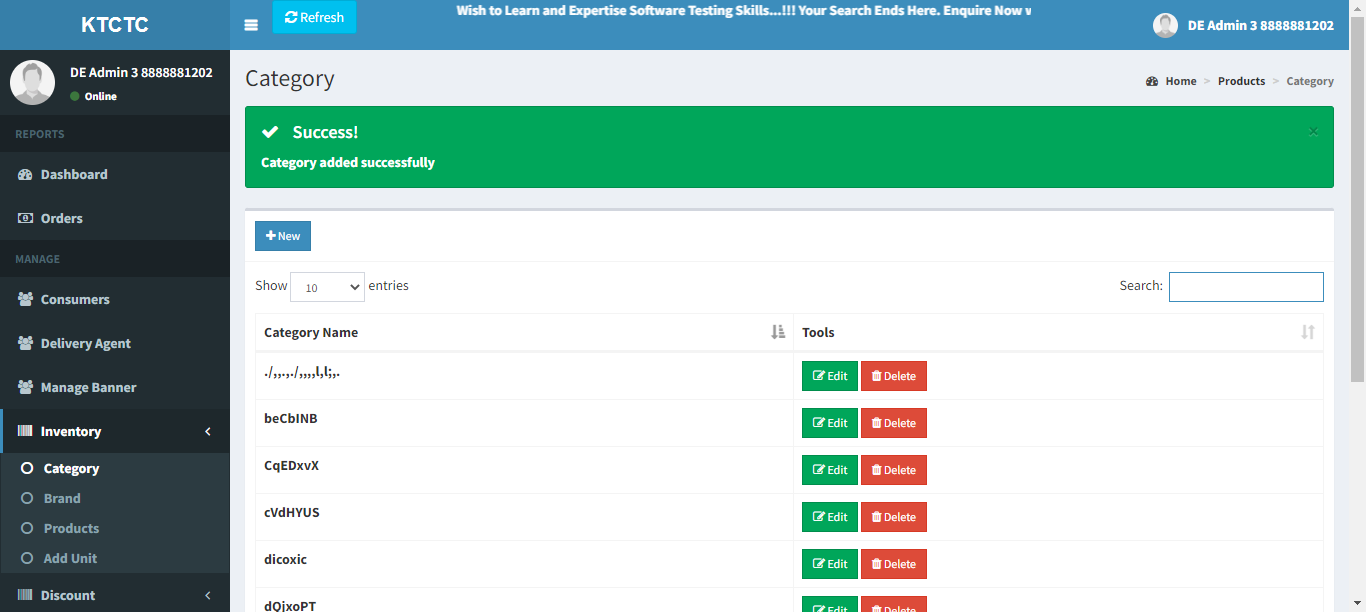 KTCTC
Refresh
Wish to Learn and Expertise Software Testing Skills...!!! Your Search Ends Here. Enquire Now
DE Admin 3 8888881202
DE Admin 3 8888881202
Online
REPORTS
Dashboard
Orders
MANAGE
Consumers
Delivery Agent
Manage Banner
Inventory
Category
Brand
Products
Add Unit
Discount
Category
Home > Products > Category
Success!
×
Category added successfully
New
Show 10 entries
Search:
Category Name
Tools
./,,.,./,,,,l,l;,.
Edit Delete
beCbINB
Edit Delete
CqEDxvX
Edit Delete
cVdHYUS
Edit Delete
dicoxic
Edit Delete
dQjxoPT
Edit Delete